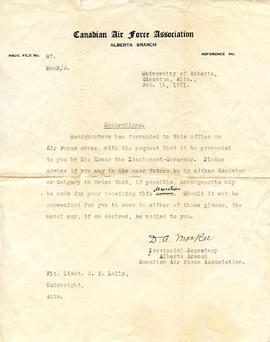 Canadian Air Force Association
ALBERTA BRANCH
PROV. FILE NO. R7.
REFERENCE NO.
MacR/S.
University of Alberta,
Edmonton, Alta.,
Feb. 16, 1921.
Decorations.
Headquarters has forwarded to this office an
Air Force cross, with the request that it be presented
to you by His Honor the Lieutenant-Governor. Please
advise if you may in the near future be in either Edmonton
or Calgary in order that, if possible, arrangements may
be made for your receiving this Decoration. Should it not be
convenient for you to come to either of these places, the
medal may, if so desired, be mailed to you.
D.A. MacRae
Provincial Secretary
Alberta Branch
Canadian Air Force Association.
Flt. Lieut. C. T. Lally,
Wainwright,
Alta.